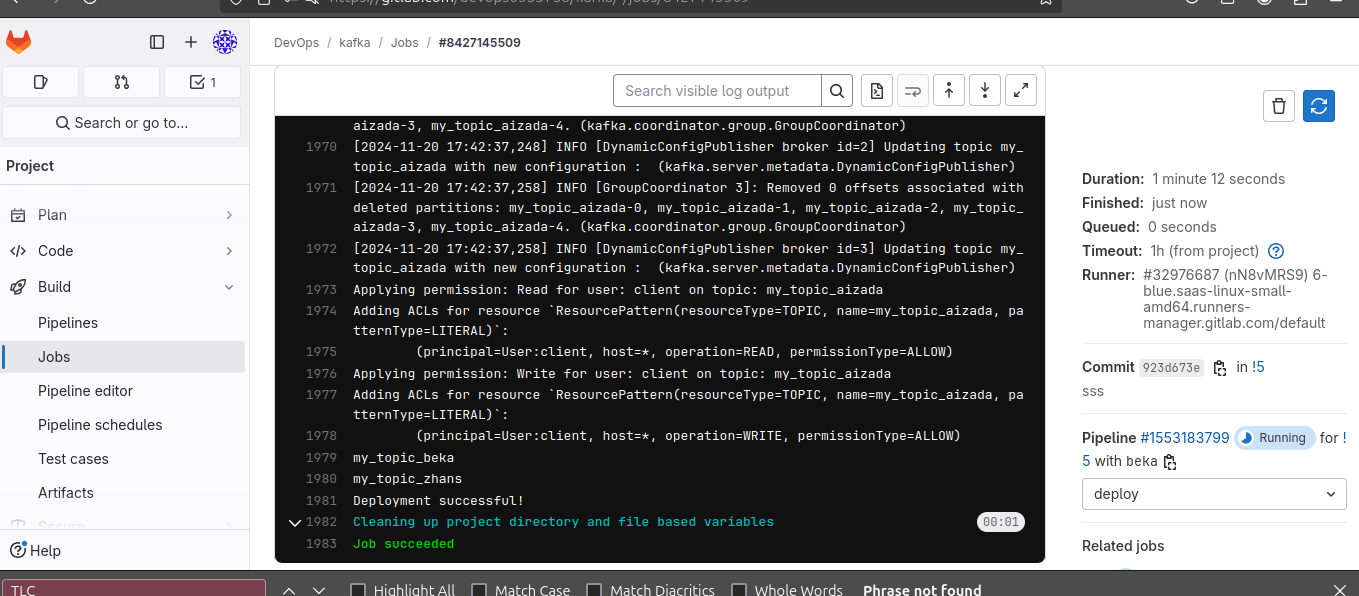 DevOps / kafka / Jobs / #8427145509
1
Search or go to...
Project
Plan
Code
Build
Pipelines
Jobs
Pipeline editor
Pipeline schedules
Test cases
Artifacts
Secure
Help
Search visible log output
aizada-3, my_topic_aizada-4. (kafka.coordinator.group.GroupCoordinator)
1970 [2024-11-20 17:42:37,248] INFO [DynamicConfigPublisher broker id=2] Updating topic my_
topic_aizada with new configuration :  (kafka.server.metadata.DynamicConfigPublisher)
1971 [2024-11-20 17:42:37,258] INFO [GroupCoordinator 3]: Removed 0 offsets associated with
deleted partitions: my_topic_aizada-0, my_topic_aizada-1, my_topic_aizada-2, my_topic_
aizada-3, my_topic_aizada-4. (kafka.coordinator.group.GroupCoordinator)
1972 [2024-11-20 17:42:37,258] INFO [DynamicConfigPublisher broker id=3] Updating topic my_
topic_aizada with new configuration :  (kafka.server.metadata.DynamicConfigPublisher)
1973 Applying permission: Read for user: client on topic: my_topic_aizada
1974 Adding ACLs for resource `ResourcePattern(resourceType=TOPIC, name=my_topic_aizada, pa
tternType=LITERAL)`:
1975 (principal=User:client, host=*, operation=READ, permissionType=ALLOW)
1976 Applying permission: Write for user: client on topic: my_topic_aizada
1977 Adding ACLs for resource `ResourcePattern(resourceType=TOPIC, name=my_topic_aizada, pa
tternType=LITERAL)`:
1978 (principal=User:client, host=*, operation=WRITE, permissionType=ALLOW)
1979 my_topic_beka
1980 my_topic_zhans
1981 Deployment successful!
1982 Cleaning up project directory and file based variables 00:01
1983 Job succeeded
Duration: 1 minute 12 seconds
Finished: just now
Queued: 0 seconds
Timeout: 1h (from project)
Runner: #32976687 (nN8vMRS9) 6-
blue.saas-linux-small-
amd64.runners-
manager.gitlab.com/default
Commit 923d673e in !5
sss
Pipeline #1553183799 Running for !
5 with beka
deploy
Related jobs
TLC
Highlight All Match Case Match Diacritics Whole Words Phrase not found